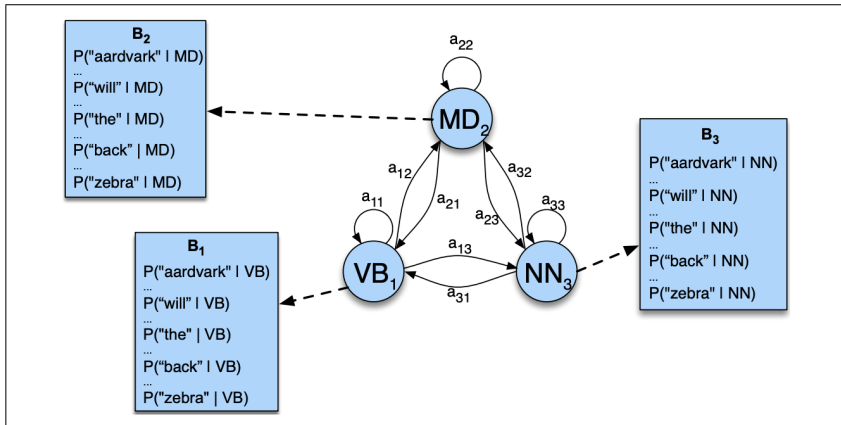 B2
P("aardvark" | MD)
...
P(“will” | MD)
...
P("the" | MD)
...
P(“back” | MD)
...
P("zebra" | MD)
a22
MD2
a12
a21
a32
a23
a11
a33
a13
a31
VB1
NN3
B1
P("aardvark" | VB)
...
P(“will” | VB)
...
P("the" | VB)
...
P(“back” | VB)
...
P("zebra" | VB)
B3
P("aardvark" | NN)
...
P(“will” | NN)
...
P("the" | NN)
...
P(“back” | NN)
...
P("zebra" | NN)